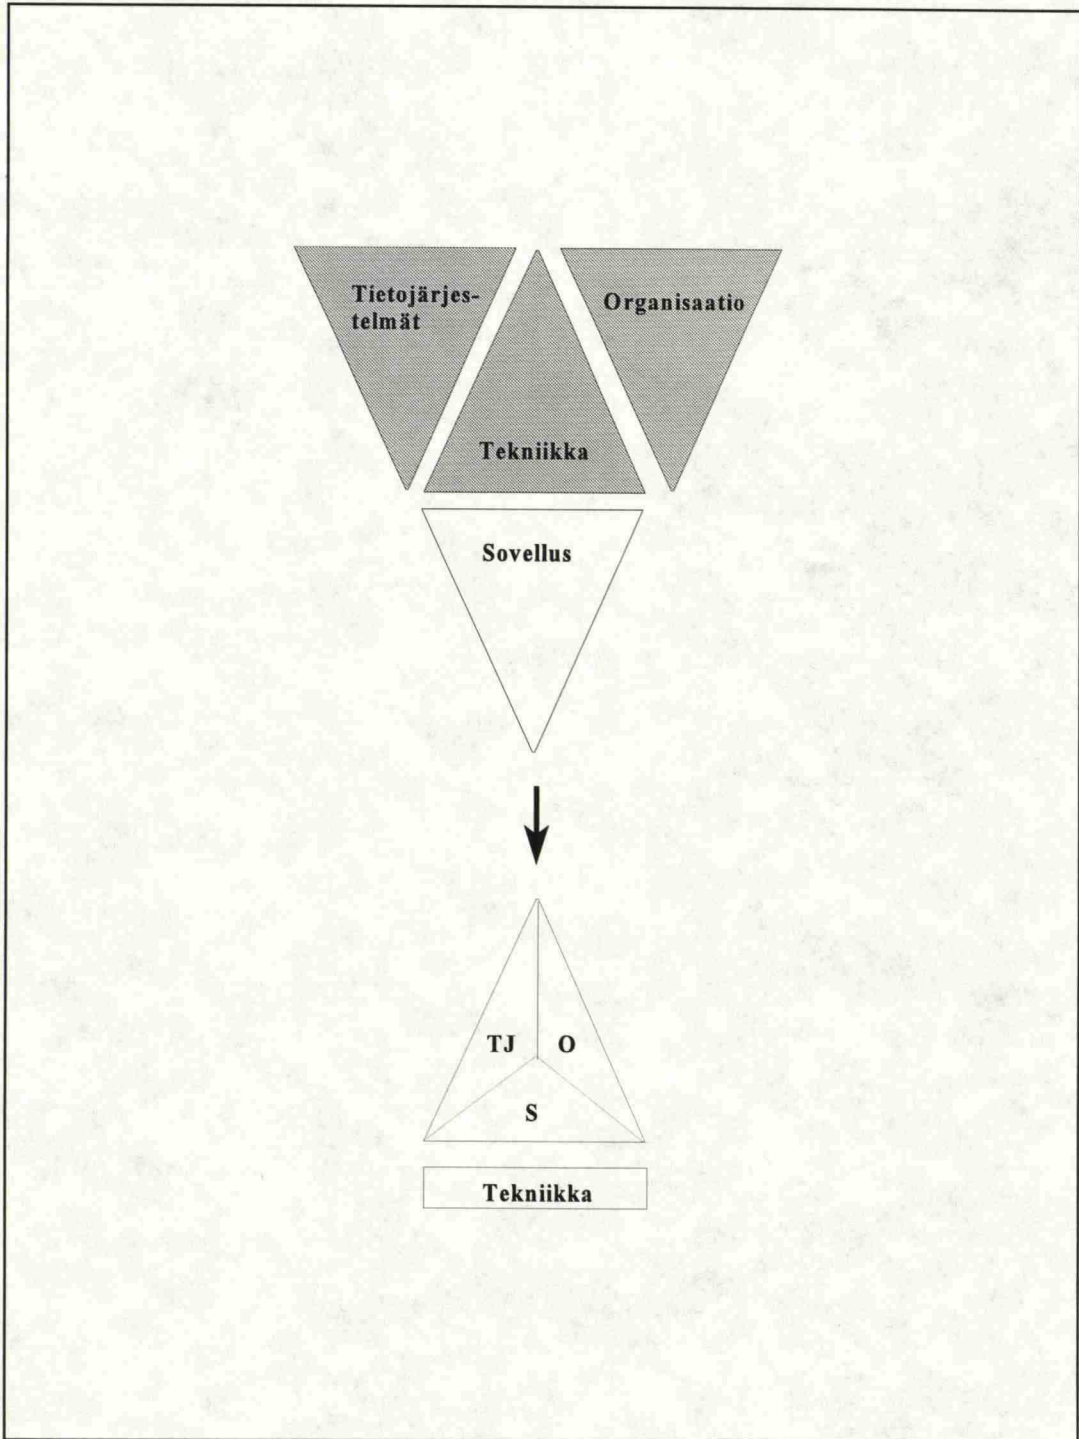 Tietojärjes-
telmät
Organisaatio
Tekniikka
Sovellus
TJ O
S
Tekniikka